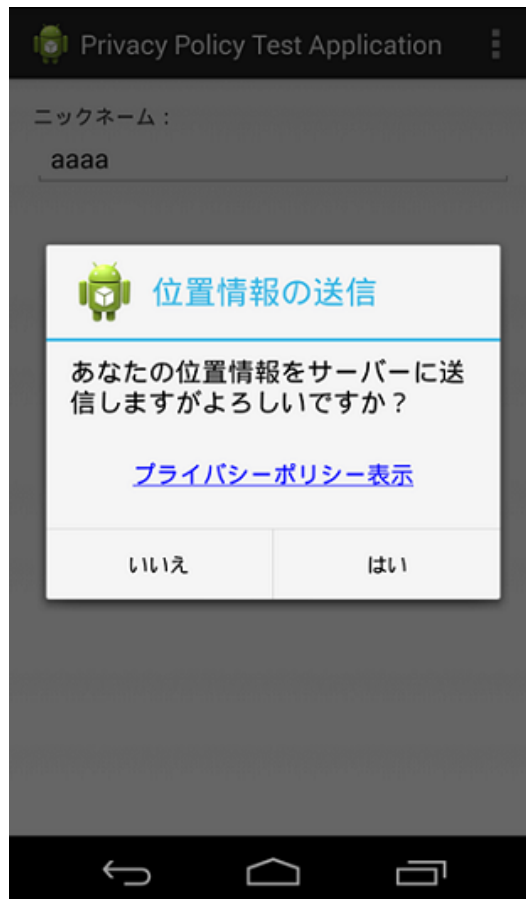 Privacy Policy Test Application
ニックネーム：
aaaa
位置情報の送信
あなたの位置情報をサーバーに送
信しますがよろしいですか？
プライバシーポリシー表示
いいえ
はい